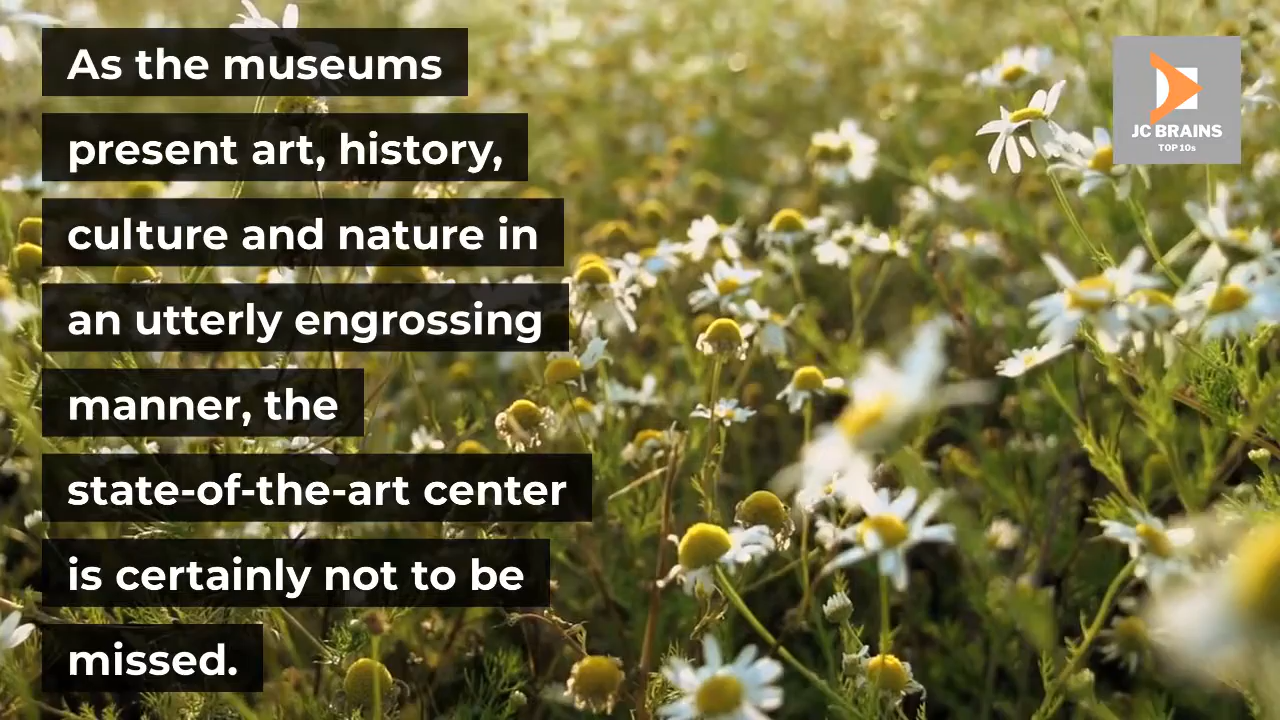 As the museums
present art, history,
culture and nature in
an utterly engrossing
manner, the
state-of-the-art center
is certainly not to be
missed.
JC BRAINS
TOP 10s